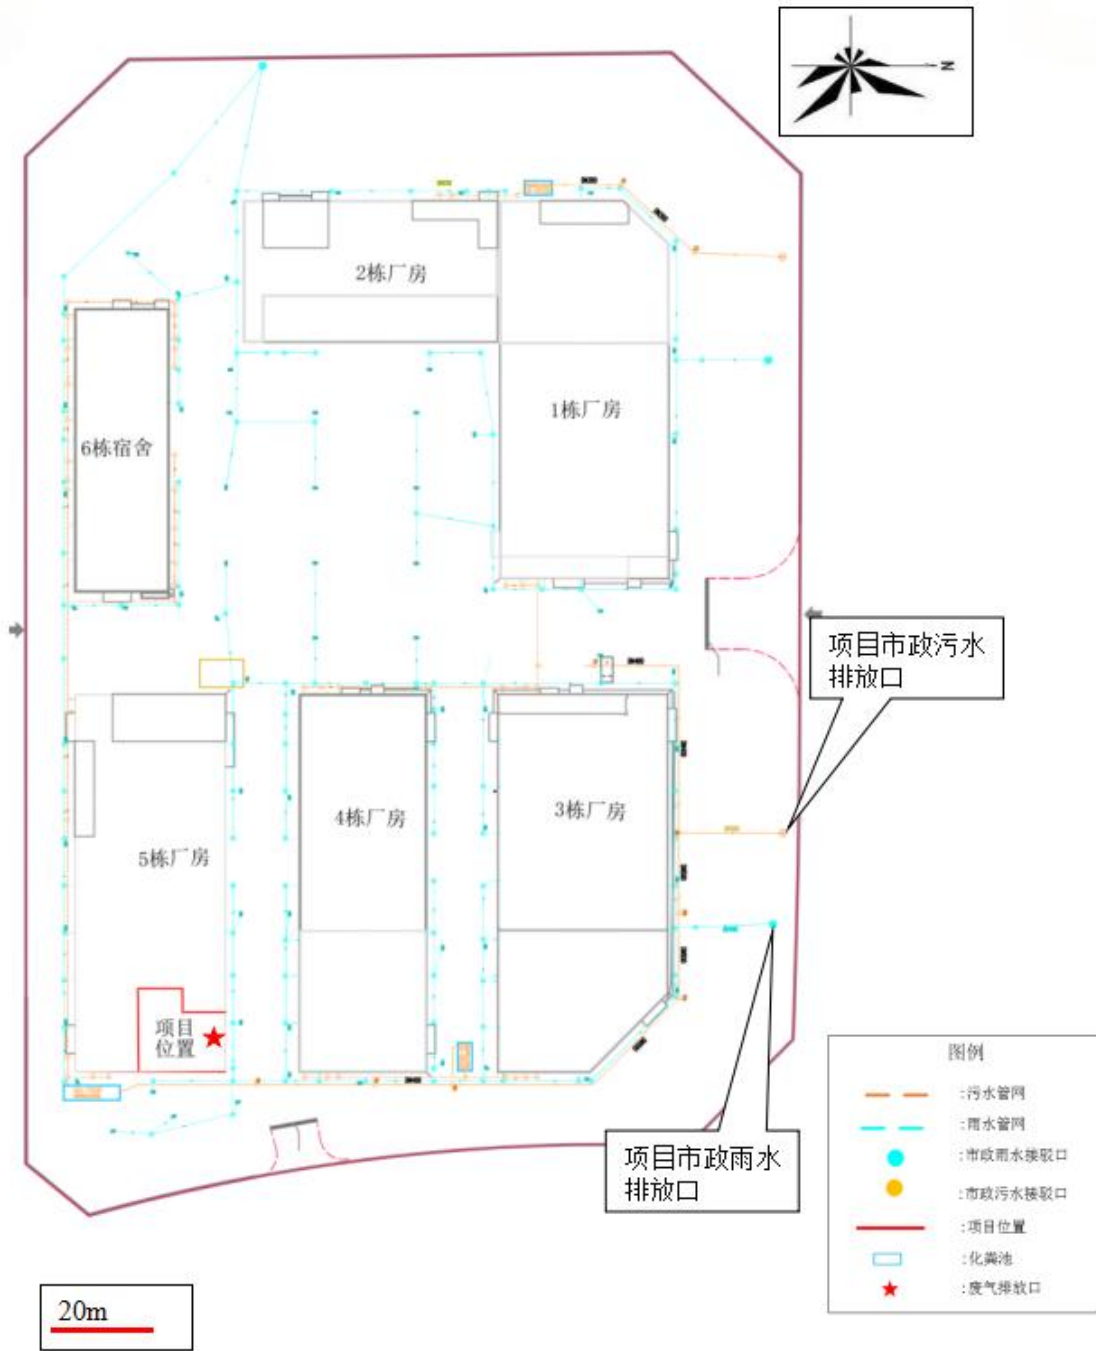 N
2栋厂房
1栋厂房
6栋宿舍
项目市政污水
排放口
4栋厂房
3栋厂房
5栋厂房
项目
位置
图例
:污水管网
:雨水管网
:市政雨水接驳口
:市政污水接驳口
:项目位置
:化粪池
:废气排放口
项目市政雨水
排放口
20m